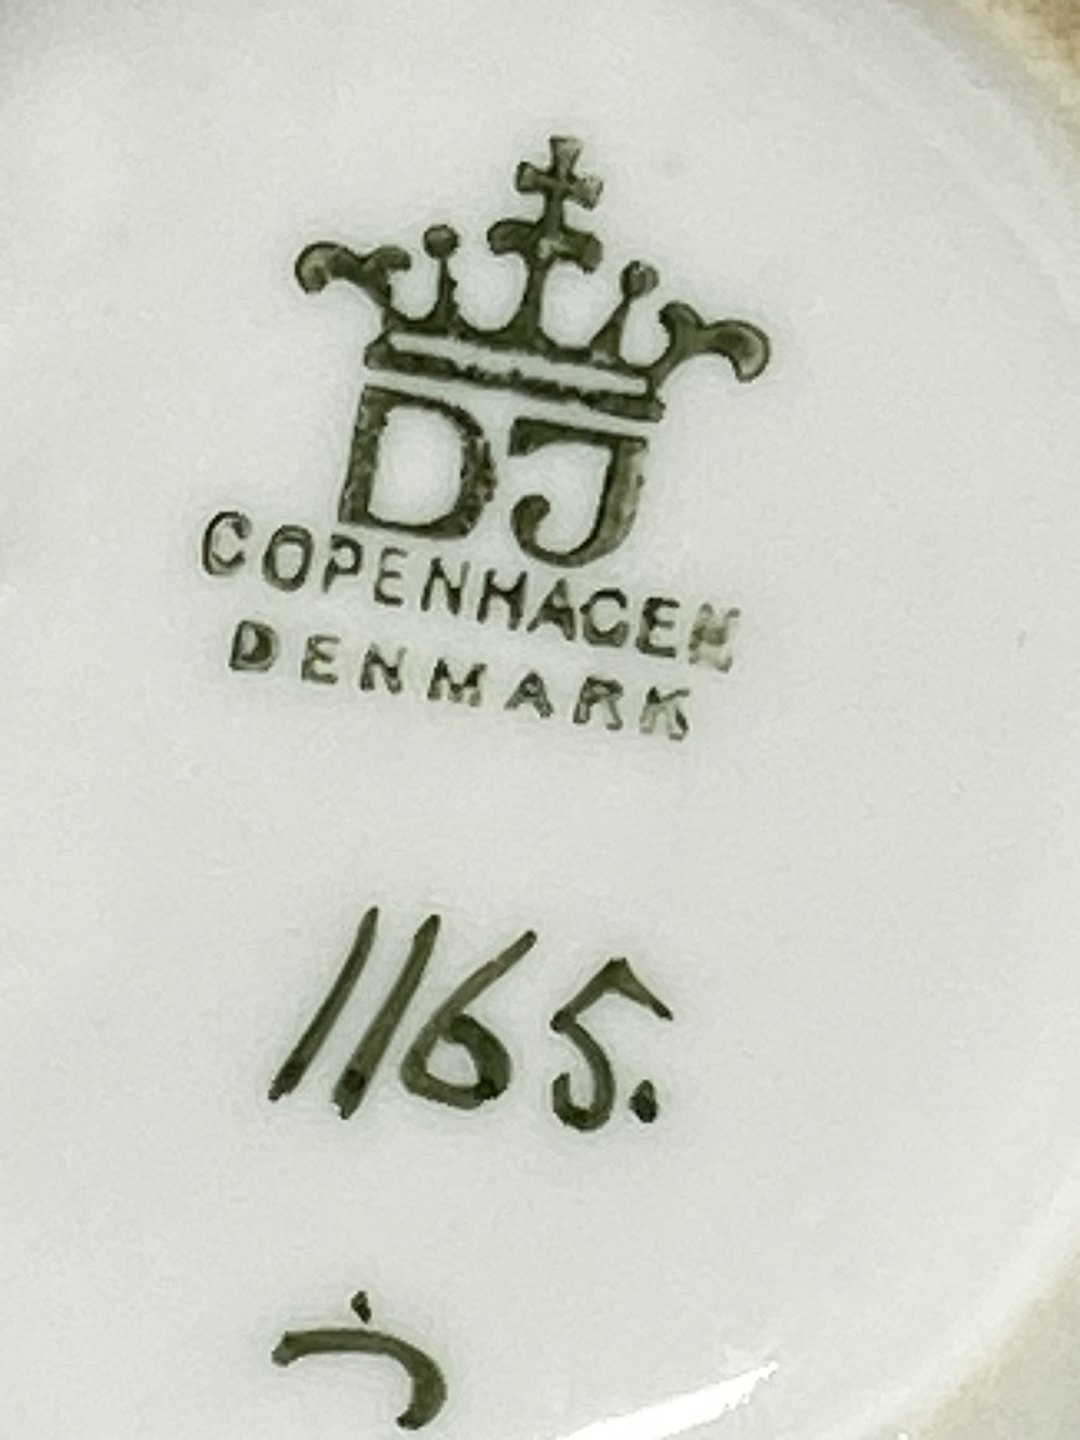 DJ
COPENHAGEN
DENMARK
1165.